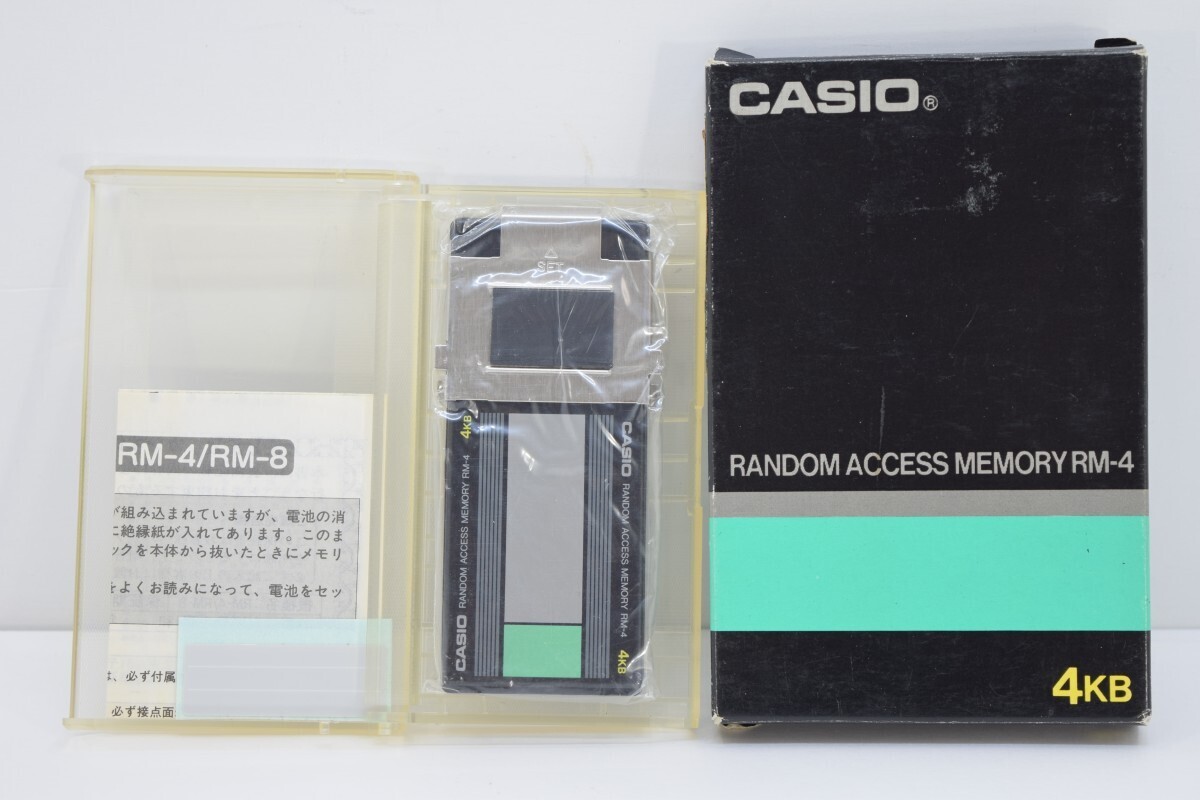 CASIO®
RANDOM ACCESS MEMORY RM-4
4KB
△
SET
CASIO RANDOM ACCESS MEMORY RM-4 4KB
CASIO RANDOM ACCESS MEMORY RM-4 4KB
RM-4/RM-8
が組み込まれていますが、電池の消
に絶縁紙が入れてあります。このま
ックを本体から抜いたときにメモリ
をよくお読みになって、電池をセッ
は、必ず付属
必ず接点面